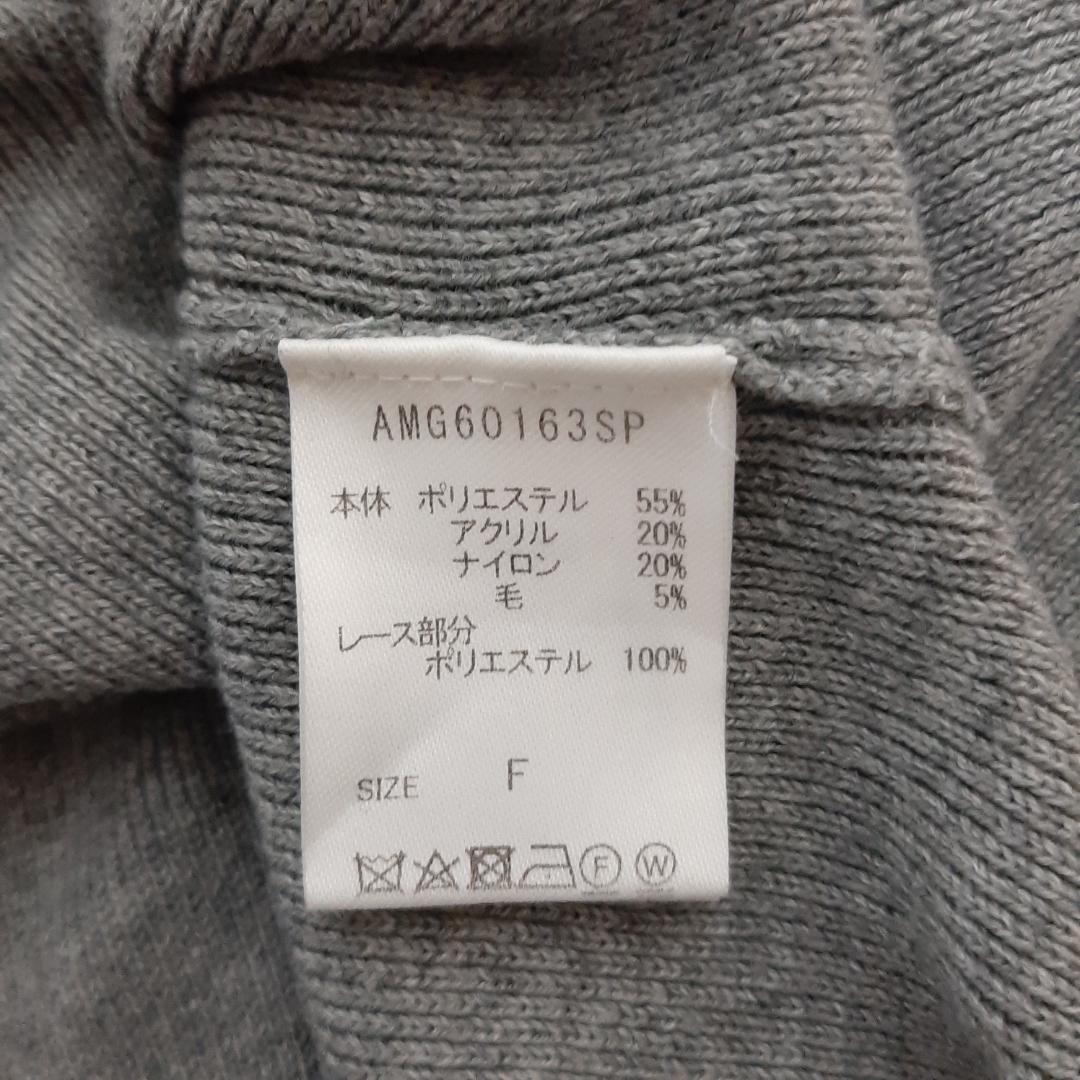 AMG60163SP
本体 ポリエステル 55%
アクリル 20%
ナイロン 20%
毛 5%
レース部分
ポリエステル 100%
SIZE F
F W